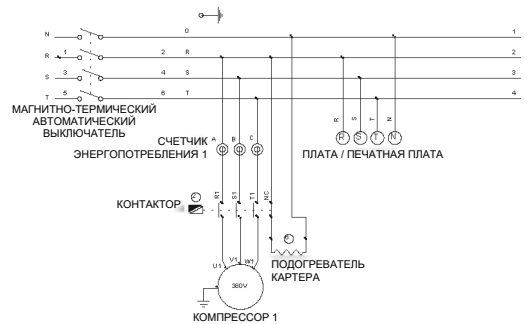 N 0 1
R 1 2 R 2
S 3 4 S 3
T 5 6 T 4
МАГНИТНО-ТЕРМИЧЕСКИЙ
АВТОМАТИЧЕСКИЙ
ВЫКЛЮЧАТЕЛЬ
R S T N
R S T N
ПЛАТА / ПЕЧАТНАЯ ПЛАТА
A B C
СЧЕТЧИК
ЭНЕРГОПОТРЕБЛЕНИЯ 1
R1 S1 T1 NC
КОНТАКТОР
ПОДОГРЕВАТЕЛЬ
КАРТЕРА
U1 V1 W1
380V
КОМПРЕССОР 1